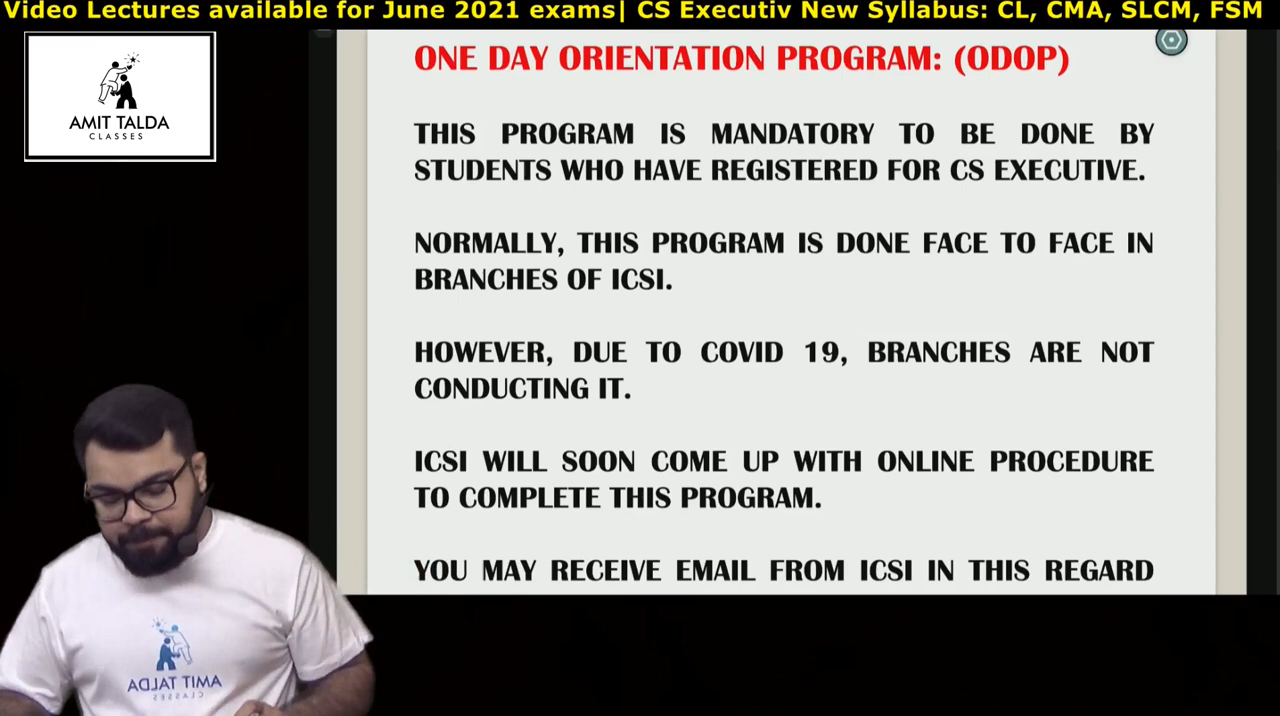 Video Lectures available for June 2021 exams| CS Executiv New Syllabus: CL, CMA, SLCM, FSM
AMIT TALDA
CLASSES
ONE DAY ORIENTATION PROGRAM: (ODOP)
THIS PROGRAM IS MANDATORY TO BE DONE BY
STUDENTS WHO HAVE REGISTERED FOR CS EXECUTIVE.
NORMALLY, THIS PROGRAM IS DONE FACE TO FACE IN
BRANCHES OF ICSI.
HOWEVER, DUE TO COVID 19, BRANCHES ARE NOT
CONDUCTING IT.
ICSI WILL SOON COME UP WITH ONLINE PROCEDURE
TO COMPLETE THIS PROGRAM.
YOU MAY RECEIVE EMAIL FROM ICSI IN THIS REGARD
AMIT TALDA
CLASSES